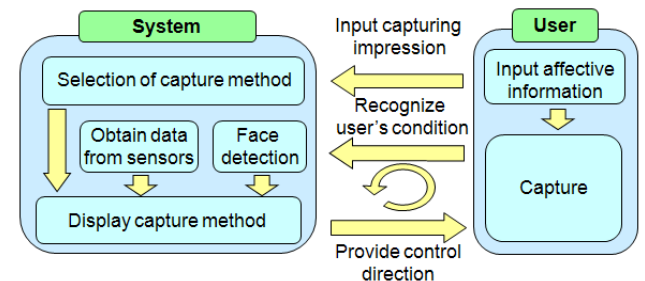 System
Selection of capture method
Obtain data
from sensors
Face
detection
Display capture method
Input capturing
impression
Recognize
user's condition
Provide control
direction
User
Input affective
information
Capture